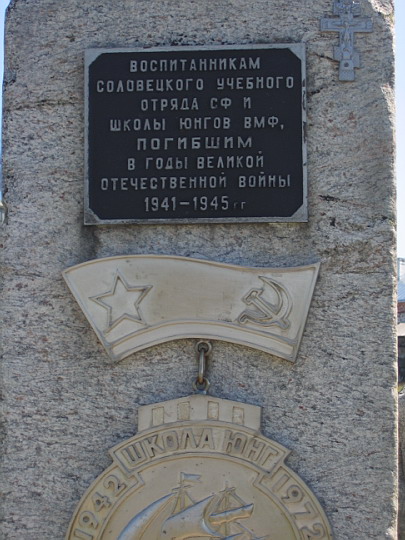 ВОСПИТАННИКАМ
СОЛОВЕЦКОГО УЧЕБНОГО
ОТРЯДА СФ И
ШКОЛЫ ЮНГОВ ВМФ,
ПОГИБШИМ
В ГОДЫ ВЕЛИКОЙ
ОТЕЧЕСТВЕННОЙ ВОЙНЫ
1941-1945 г г
ШКОЛА ЮНГ
1942 1972